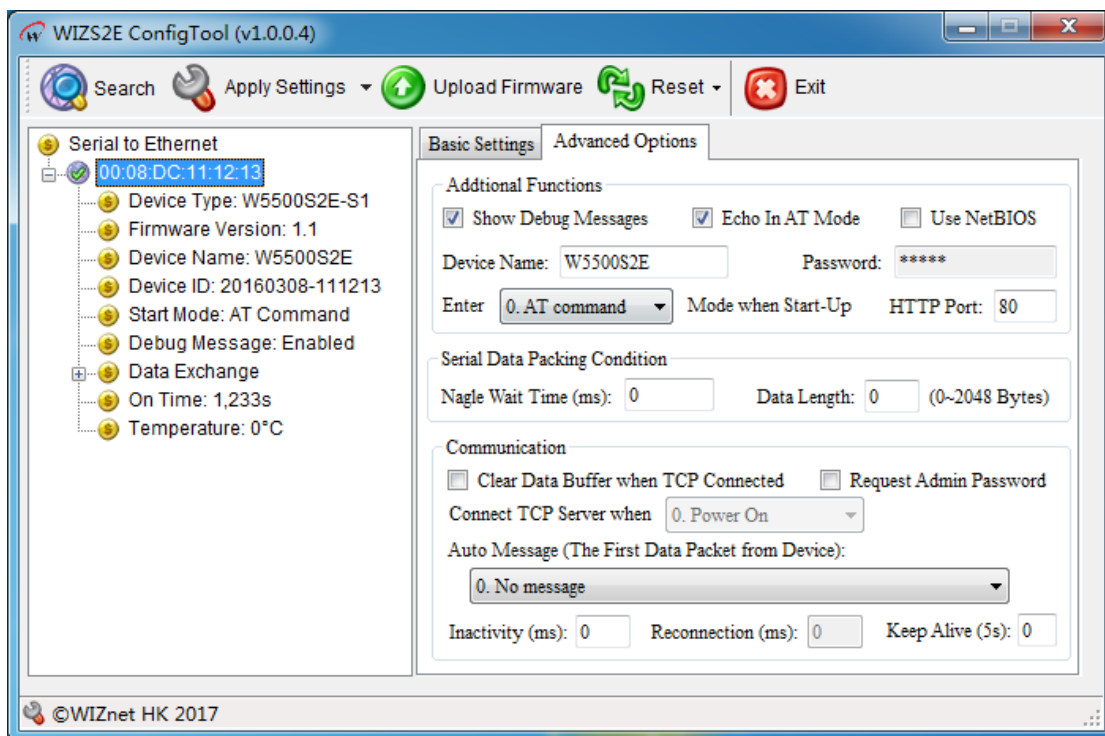 WIZS2E ConfigTool (v1.0.0.4)
Search Apply Settings Upload Firmware Reset Exit
Serial to Ethernet
00:08:DC:11:12:13
Device Type: W5500S2E-S1
Firmware Version: 1.1
Device Name: W5500S2E
Device ID: 20160308-111213
Start Mode: AT Command
Debug Message: Enabled
Data Exchange
On Time: 1,233s
Temperature: 0°C
Basic Settings Advanced Options
Addtional Functions
Show Debug Messages Echo In AT Mode Use NetBIOS
Device Name: W5500S2E Password: *****
Enter 0. AT command Mode when Start-Up HTTP Port: 80
Serial Data Packing Condition
Nagle Wait Time (ms): 0 Data Length: 0 (0~2048 Bytes)
Communication
Clear Data Buffer when TCP Connected Request Admin Password
Connect TCP Server when 0. Power On
Auto Message (The First Data Packet from Device):
0. No message
Inactivity (ms): 0 Reconnection (ms): 0 Keep Alive (5s): 0
©WIZnet HK 2017